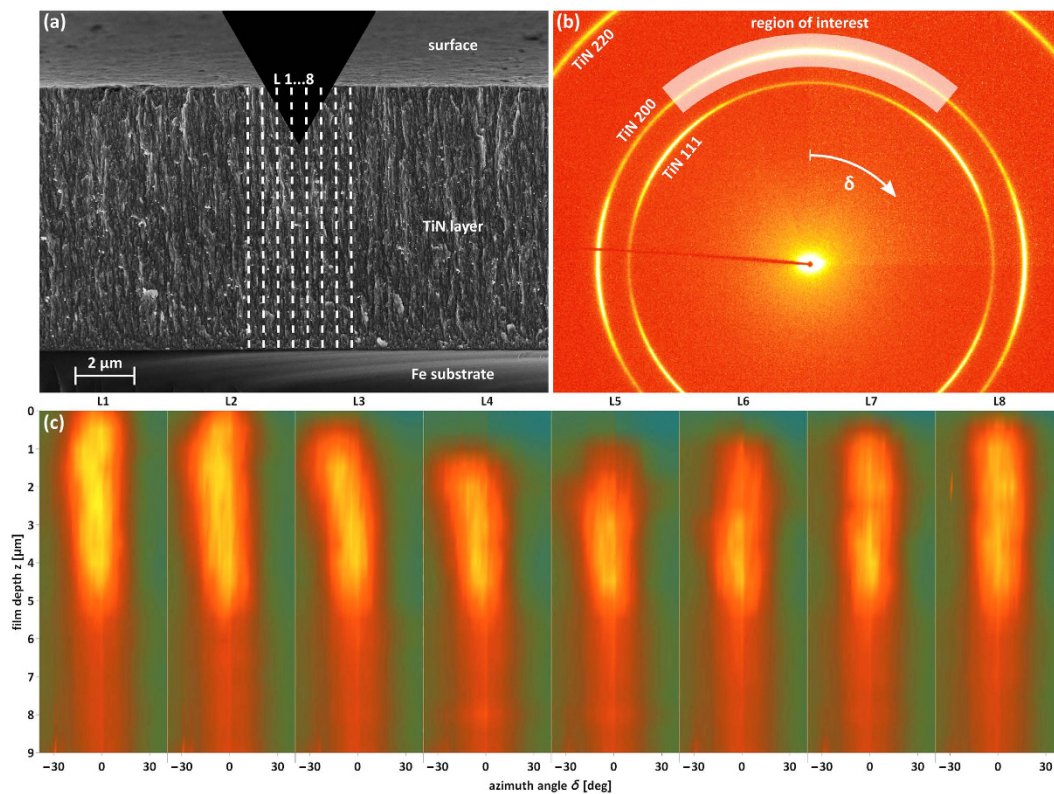 (a)
surface
L 1...8
TiN layer
2 μm
Fe substrate
(b)
region of interest
TiN 220
TiN 200
TiN 111
δ
L1 L2 L3 L4 L5 L6 L7 L8
(c)
0
1
2
3
4
5
6
7
8
9
film depth z [μm]
−30 0 30 −30 0 30 −30 0 30 −30 0 30 −30 0 30 −30 0 30 −30 0 30 −30 0 30
azimuth angle δ [deg]